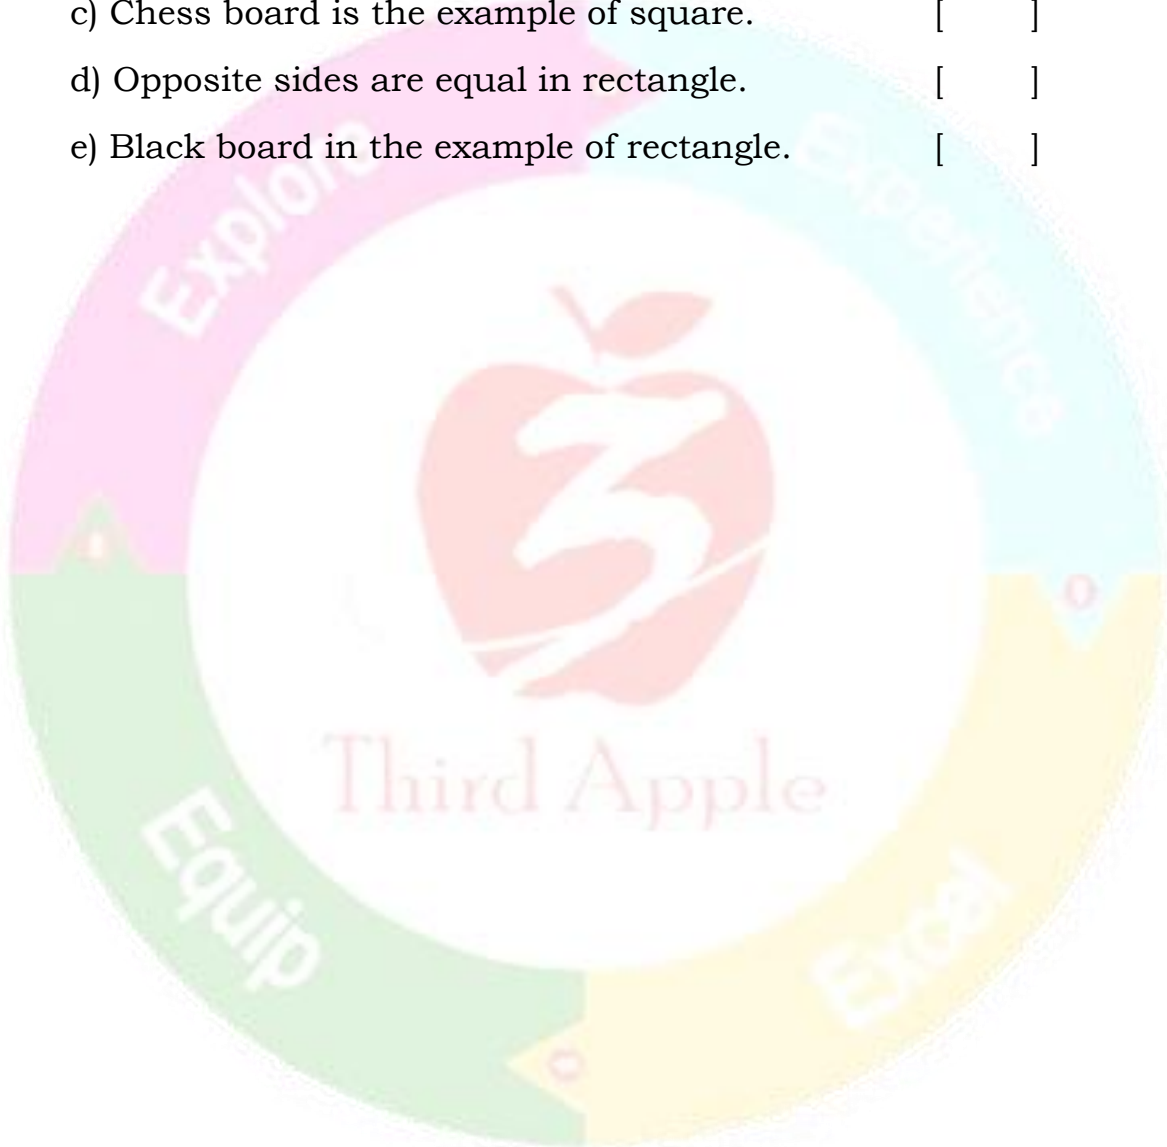 c) Chess board is the example of square. [ ]
d) Opposite sides are equal in rectangle. [ ]
e) Black board in the example of rectangle. [ ]
Explore
Experience
3
Third Apple
Equip
Excel